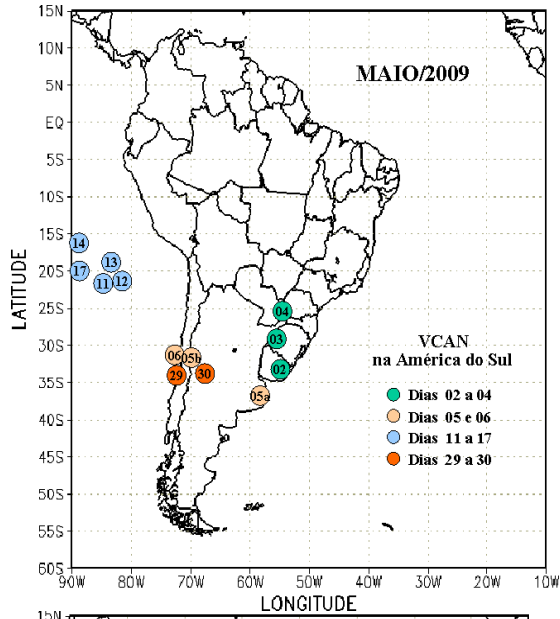 15N
10N
5N
EQ
5S
10S
15S
20S
25S
30S
35S
40S
45S
50S
55S
60S
LATITUDE
MAIO/2009
14
13
17
11
12
04
03
06
05b
02
29
30
05a
VCAN
na América do Sul
Dias 02 a 04
Dias 05 e 06
Dias 11 a 17
Dias 29 a 30
90W 80W 70W 60W 50W 40W 30W 20W 10W
LONGITUDE
15N